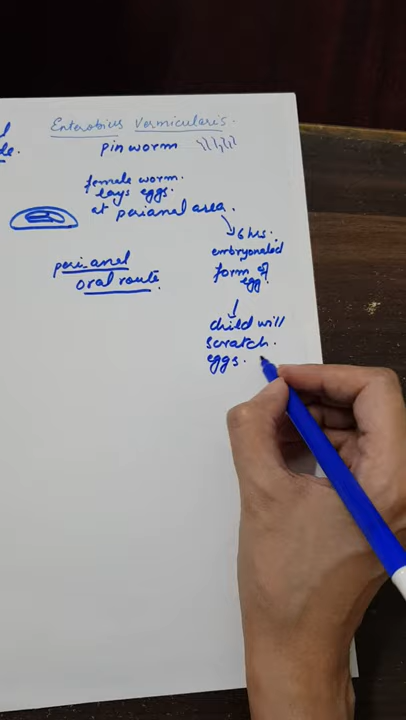 Enterobius Vermicularis.
pin worm
female worm.
lays eggs.
at perianal area.
6 hrs.
embryonated
form of
egg.
perianal
oral route.
child will
scratch.
eggs.